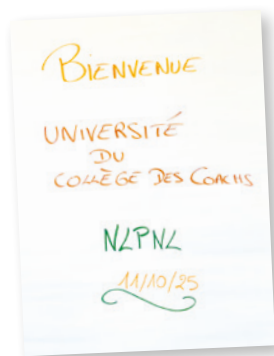 BIENVENUE
UNIVERSITÉ
DU
COLLÈGE DES COACHS
NLPNL
11/10/25